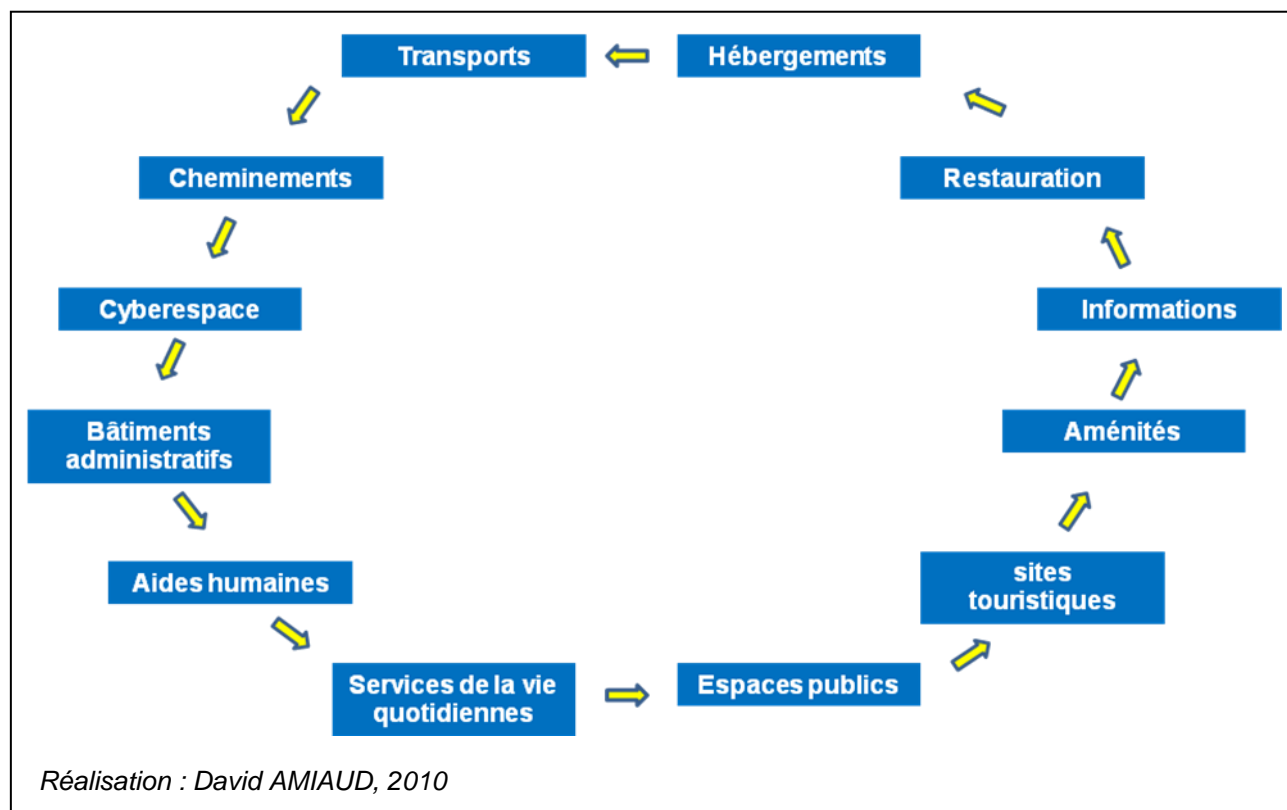 Transports
Hébergements
Cheminements
Restauration
Cyberespace
Informations
Bâtiments
administratifs
Aménités
Aides humaines
sites
touristiques
Services de la vie
quotidiennes
Espaces publics
Réalisation : David AMIAUD, 2010